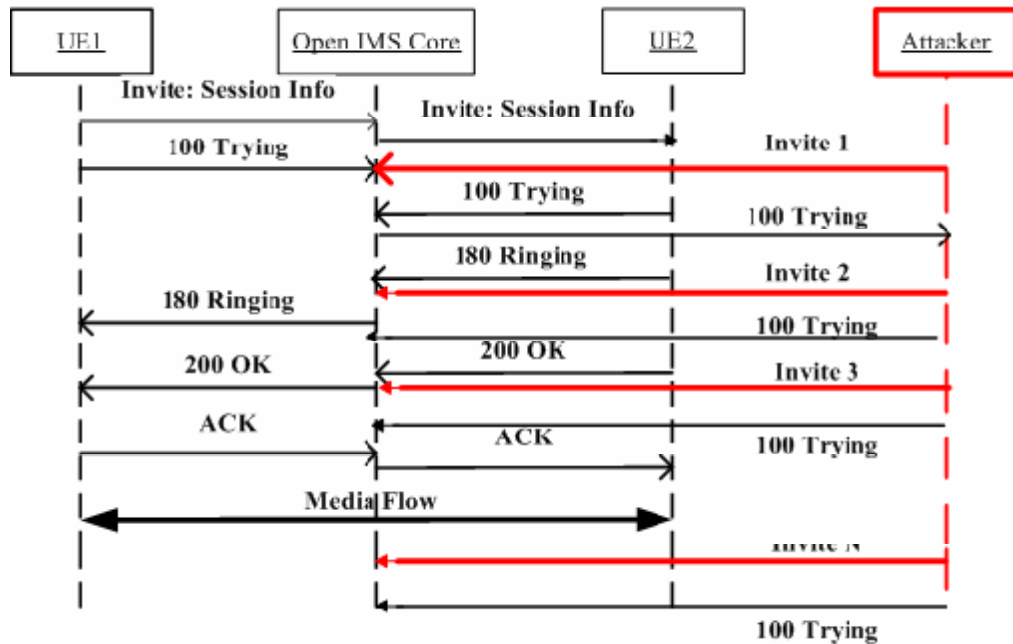 UE1
Open IMS Core
UE2
Attacker
Invite: Session Info
Invite: Session Info
100 Trying
Invite 1
100 Trying
100 Trying
180 Ringing
Invite 2
180 Ringing
100 Trying
200 OK
200 OK
Invite 3
ACK
ACK
100 Trying
Media Flow
Invite N
100 Trying